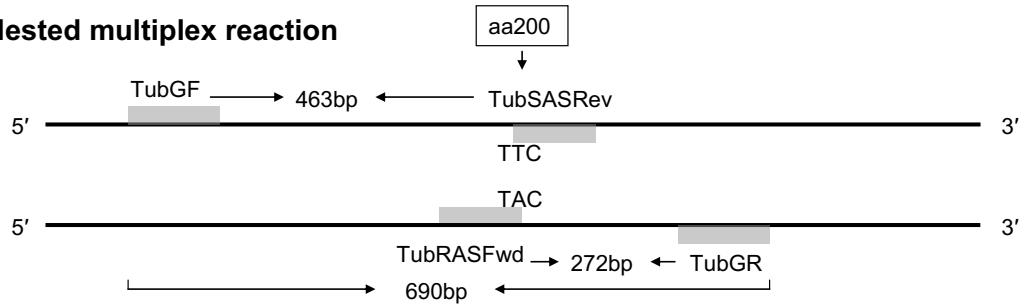 Nested multiplex reaction
aa200
TubGF 463bp TubSASRev
5′ 3′
TTC
TAC
5′ 3′
TubRASFwd 272bp TubGR
690bp